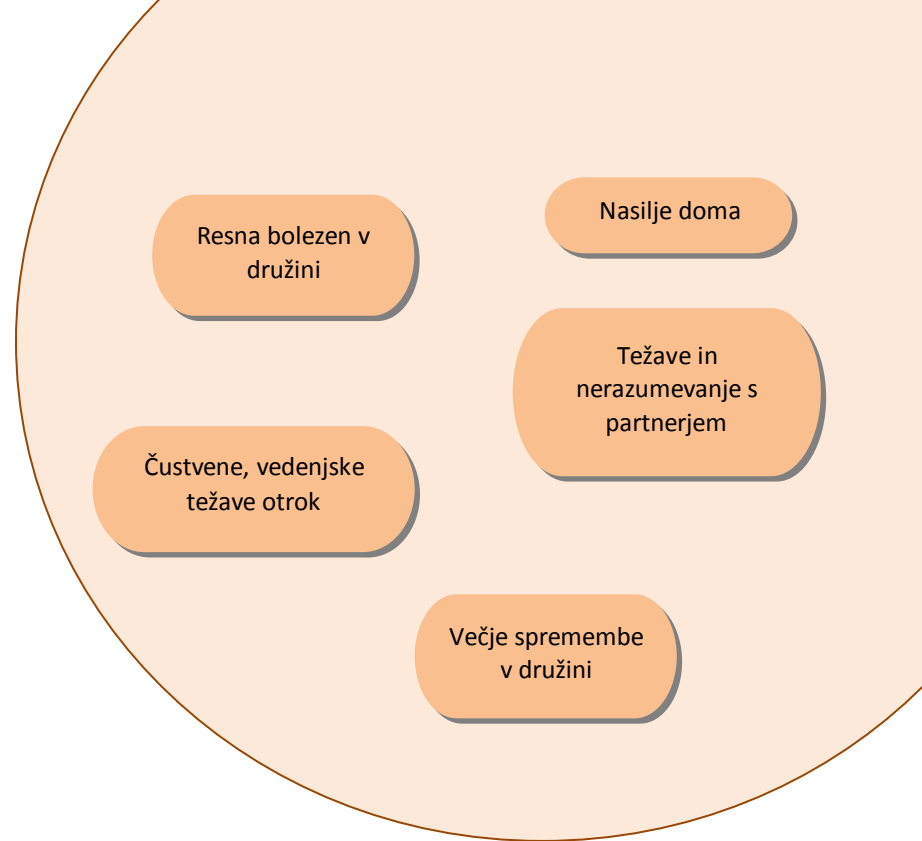 Resna bolezen v
družini
Nasilje doma
Težave in
nerazumevanje s
partnerjem
Čustvene, vedenjske
težave otrok
Večje spremembe
v družini